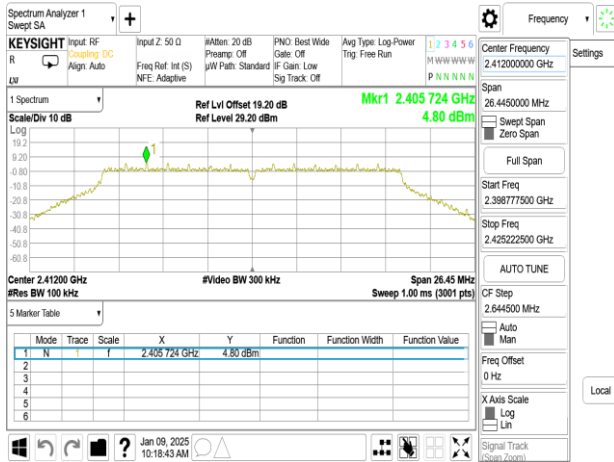 Spectrum Analyzer 1
Swept SA
+
Frequency
KEYSIGHT
R
Input: RF
Coupling: DC
Align: Auto
Input Z: 50 Ω
Freq Ref: Int (S)
NFE: Adaptive
#Atten: 20 dB
Preamp: Off
µW Path: Standard
PNO: Best Wide
Gate: Off
IF Gain: Low
Sig Track: Off
Avg Type: Log-Power
Trig: Free Run
1 2 3 4 5 6
M W W W W W
P N N N N N
1 Spectrum
Scale/Div 10 dB
Ref Lvl Offset 19.20 dB
Ref Level 29.20 dBm
Mkr1 2.405 724 GHz
4.80 dBm
Log
19.2
9.20
-0.80
-10.8
-20.8
-30.8
-40.8
-50.8
-60.8
1
Center 2.41200 GHz
#Res BW 100 kHz
#Video BW 300 kHz
Span 26.45 MHz
Sweep 1.00 ms (3001 pts)
5 Marker Table
Mode Trace Scale X Y Function Function Width Function Value
1 N 1 f 2.405 724 GHz 4.80 dBm
2
3
4
5
6
?
Jan 09, 2025
10:18:43 AM
Center Frequency
2.412000000 GHz
Settings
Span
26.4450000 MHz
Swept Span
Zero Span
Full Span
Start Freq
2.398777500 GHz
Stop Freq
2.425222500 GHz
AUTO TUNE
CF Step
2.644500 MHz
Auto
Man
Freq Offset
0 Hz
X Axis Scale
Log
Lin
Local
Signal Track
(Span Zoom)